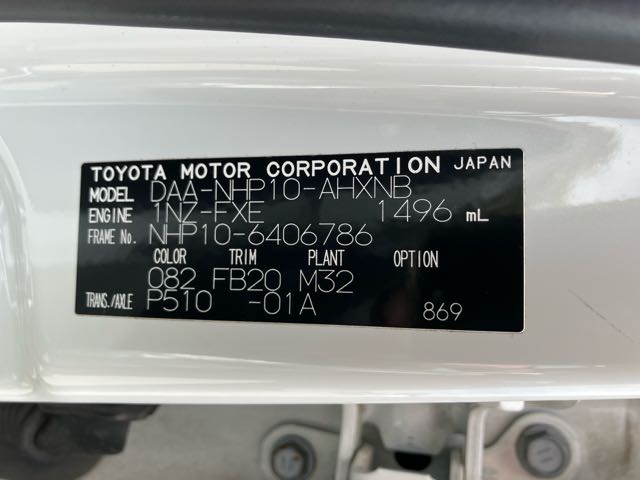 TOYOTA MOTOR CORPORATION JAPAN
MODEL DAA-NHP10-AHXNB
ENGINE 1NZ-FXE 1496 mL
FRAME No. NHP10-6406786
COLOR TRIM PLANT OPTION
082 FB20 M32
TRANS./AXLE P510 -01A 869